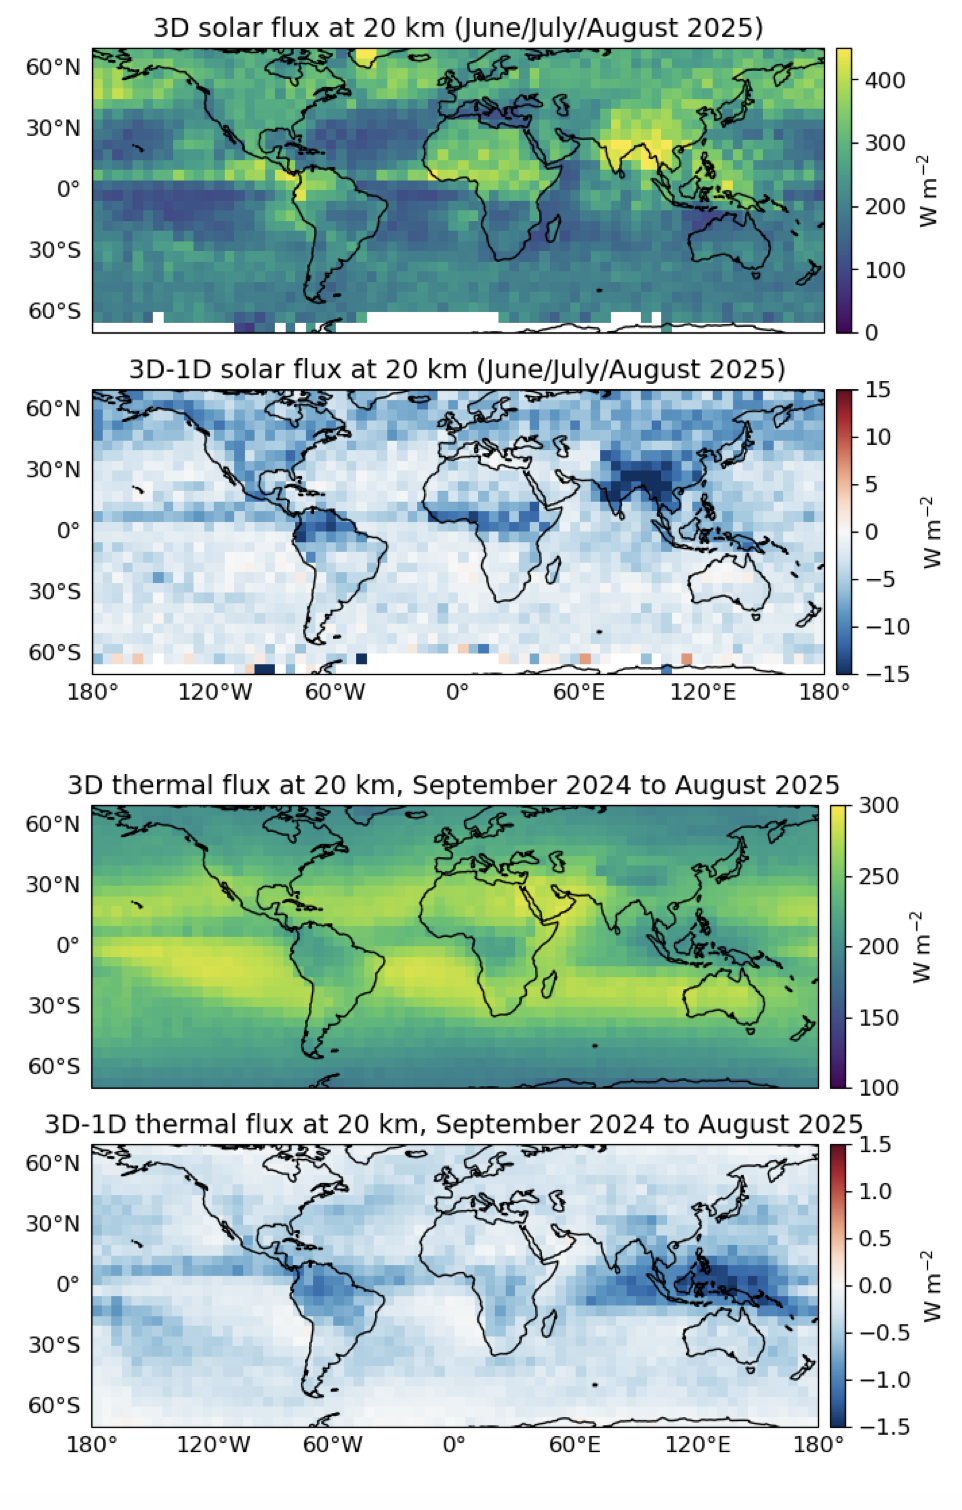 3D solar flux at 20 km (June/July/August 2025)
60°N
30°N
0°
30°S
60°S
400
300
200
100
0
W m⁻²
3D-1D solar flux at 20 km (June/July/August 2025)
60°N
30°N
0°
30°S
60°S
180° 120°W 60°W 0° 60°E 120°E 180°
15
10
5
0
−5
−10
−15
W m⁻²
3D thermal flux at 20 km, September 2024 to August 2025
60°N
30°N
0°
30°S
60°S
300
250
200
150
100
W m⁻²
3D-1D thermal flux at 20 km, September 2024 to August 2025
60°N
30°N
0°
30°S
60°S
180° 120°W 60°W 0° 60°E 120°E 180°
1.5
1.0
0.5
0.0
−0.5
−1.0
−1.5
W m⁻²